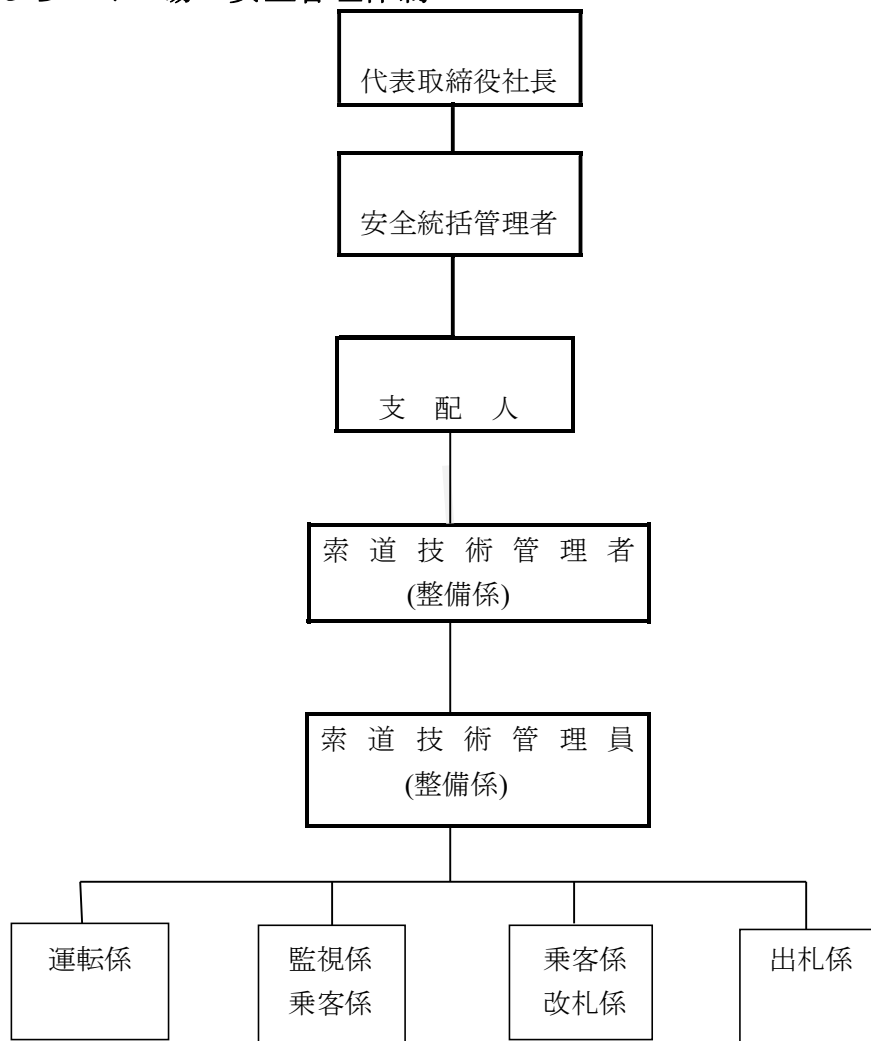 代表取締役社長
安全統括管理者
支 配 人
索 道 技 術 管 理 者
(整備係)
索 道 技 術 管 理 員
(整備係)
運転係
監視係
乗客係
乗客係
改札係
出札係